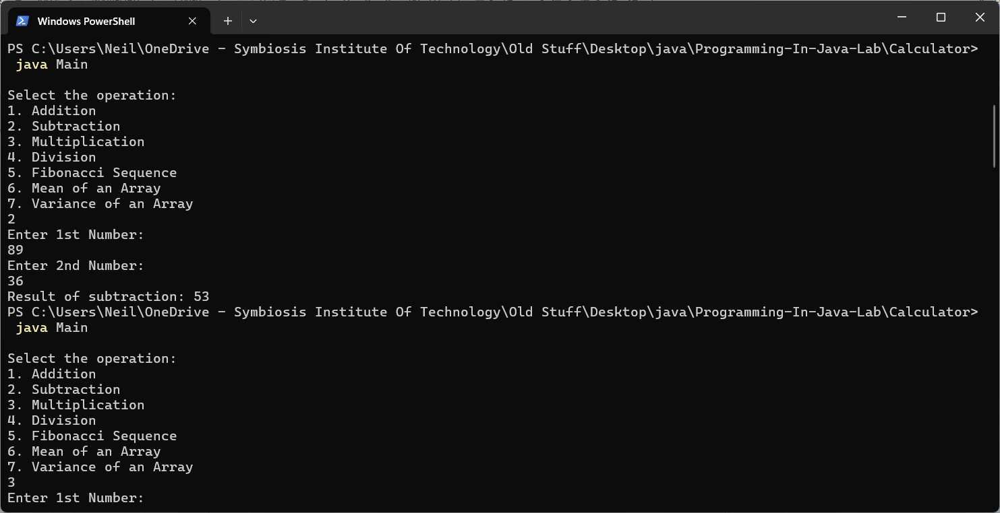 Windows PowerShell
PS C:\Users\Neil\OneDrive - Symbiosis Institute Of Technology\Old Stuff\Desktop\java\Programming-In-Java-Lab\Calculator>
java Main
Select the operation:
1. Addition
2. Subtraction
3. Multiplication
4. Division
5. Fibonacci Sequence
6. Mean of an Array
7. Variance of an Array
2
Enter 1st Number:
89
Enter 2nd Number:
36
Result of subtraction: 53
PS C:\Users\Neil\OneDrive - Symbiosis Institute Of Technology\Old Stuff\Desktop\java\Programming-In-Java-Lab\Calculator>
java Main
Select the operation:
1. Addition
2. Subtraction
3. Multiplication
4. Division
5. Fibonacci Sequence
6. Mean of an Array
7. Variance of an Array
3
Enter 1st Number: